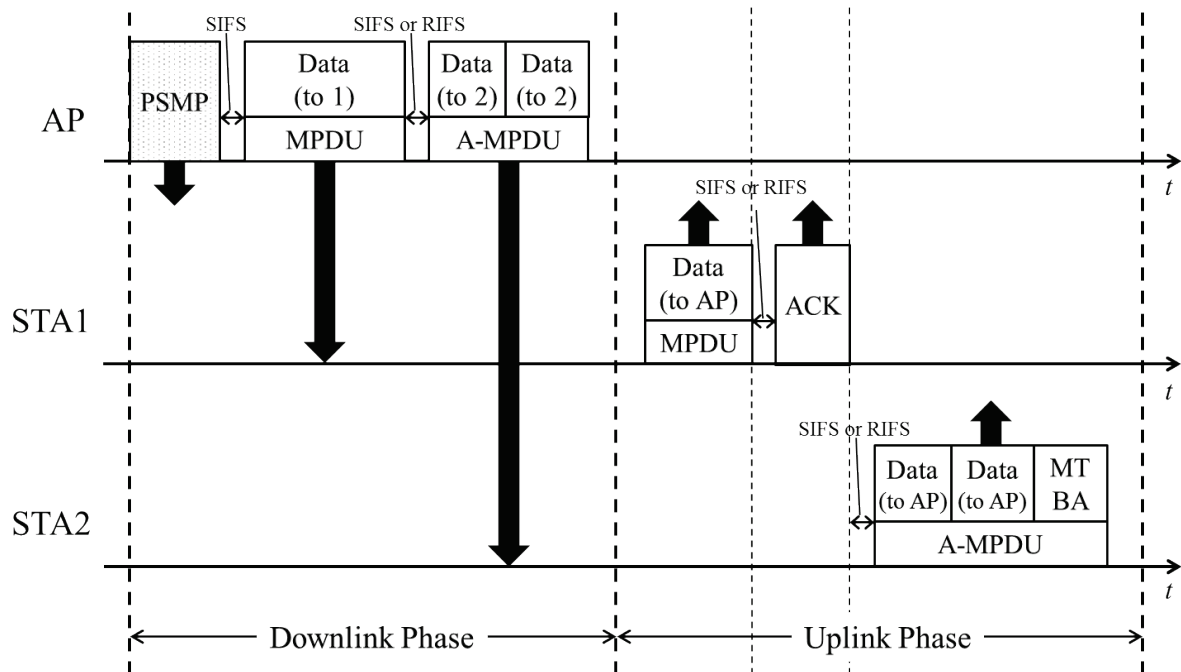 SIFS
SIFS or RIFS
AP
PSMP
Data
(to 1)
MPDU
Data
(to 2)
Data
(to 2)
A-MPDU
t
SIFS or RIFS
STA1
Data
(to AP)
MPDU
ACK
t
SIFS or RIFS
STA2
Data
(to AP)
Data
(to AP)
MT
BA
A-MPDU
t
Downlink Phase
Uplink Phase